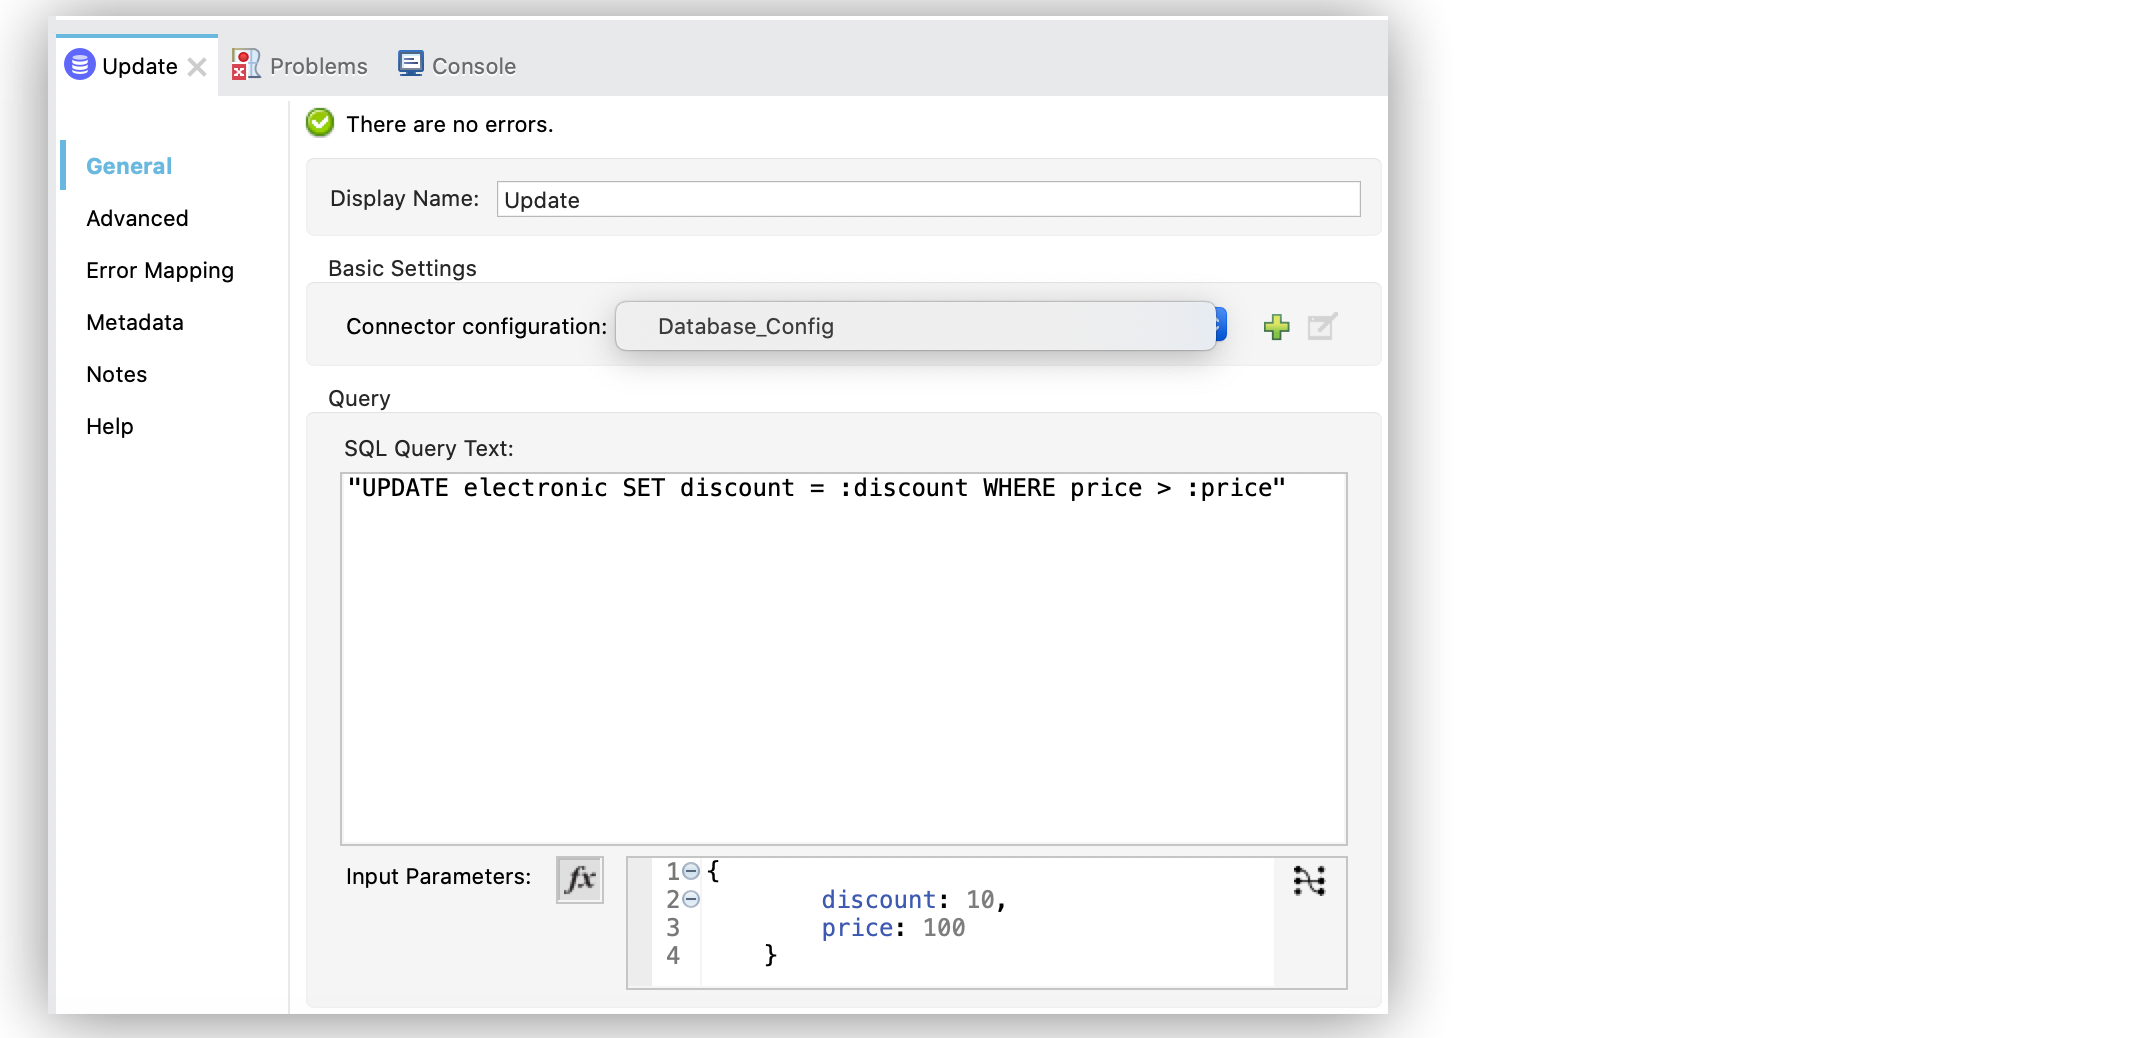 Update Problems Console
There are no errors.
General
Advanced
Error Mapping
Metadata
Notes
Help
Display Name: Update
Basic Settings
Connector configuration: Database_Config
Query
SQL Query Text:
"UPDATE electronic SET discount = :discount WHERE price > :price"
Input Parameters: fx
1 {
2 discount: 10,
3 price: 100
4 }